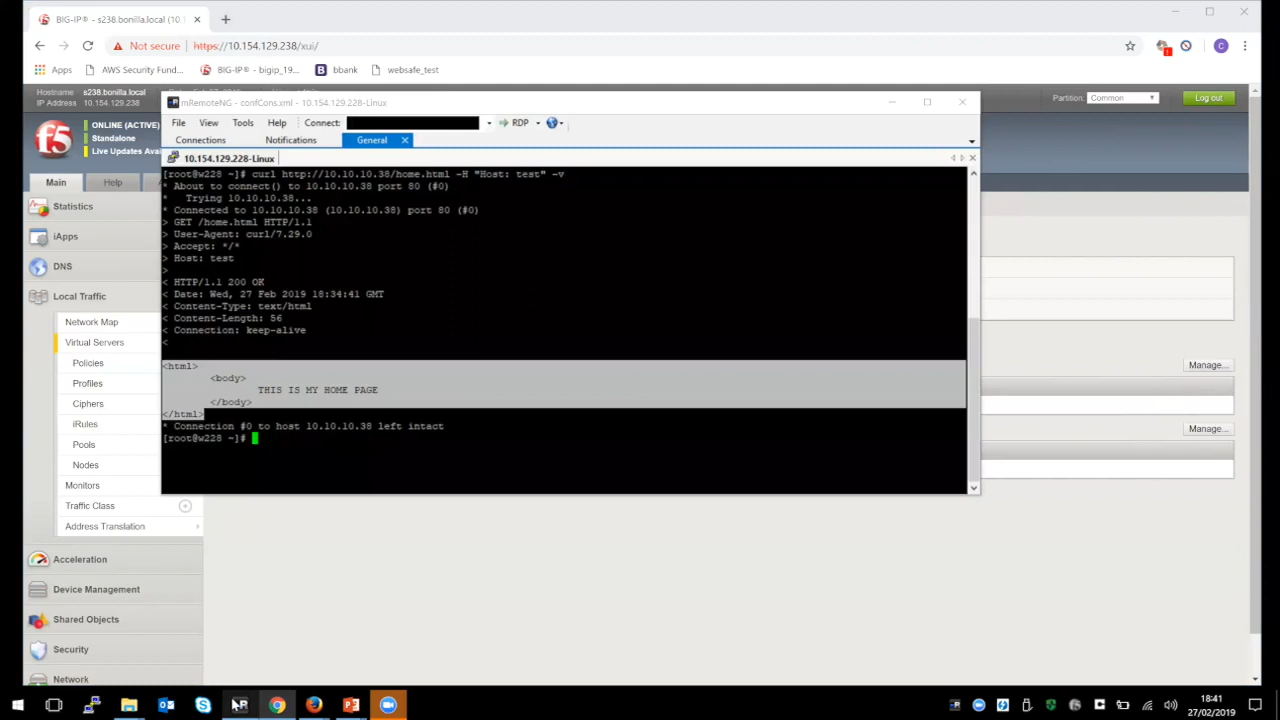 BIG-IP® - s238.bonilla.local (10.1
Not secure
https://10.154.129.238/xui/
Apps
AWS Security Fund...
BIG-IP® - bigip_19...
bbank
websafe_test
C
Hostname s238.bonilla.local
IP Address 10.154.129.238
Partition: Common
Log out
f5
ONLINE (ACTIVE)
Standalone
Live Updates Avai
Main
Help
Statistics
iApps
DNS
Local Traffic
Network Map
Virtual Servers
Policies
Profiles
Ciphers
iRules
Pools
Nodes
Monitors
Traffic Class
Address Translation
Acceleration
Device Management
Shared Objects
Security
Network
mRemoteNG - confCons.xml - 10.154.129.228-Linux
File View Tools Help Connect: RDP
Connections Notifications General
10.154.129.228-Linux
[root@w228 ~]# curl http://10.10.10.38/home.html -H "Host: test" -v
* About to connect() to 10.10.10.38 port 80 (#0)
*   Trying 10.10.10.38...
* Connected to 10.10.10.38 (10.10.10.38) port 80 (#0)
> GET /home.html HTTP/1.1
> User-Agent: curl/7.29.0
> Accept: */*
> Host: test
>
< HTTP/1.1 200 OK
< Date: Wed, 27 Feb 2019 18:34:41 GMT
< Content-Type: text/html
< Content-Length: 56
< Connection: keep-alive
<
<html>
<body>
THIS IS MY HOME PAGE
</body>
</html>
* Connection #0 to host 10.10.10.38 left intact
[root@w228 ~]#
Manage...
Manage...
18:41
27/02/2019